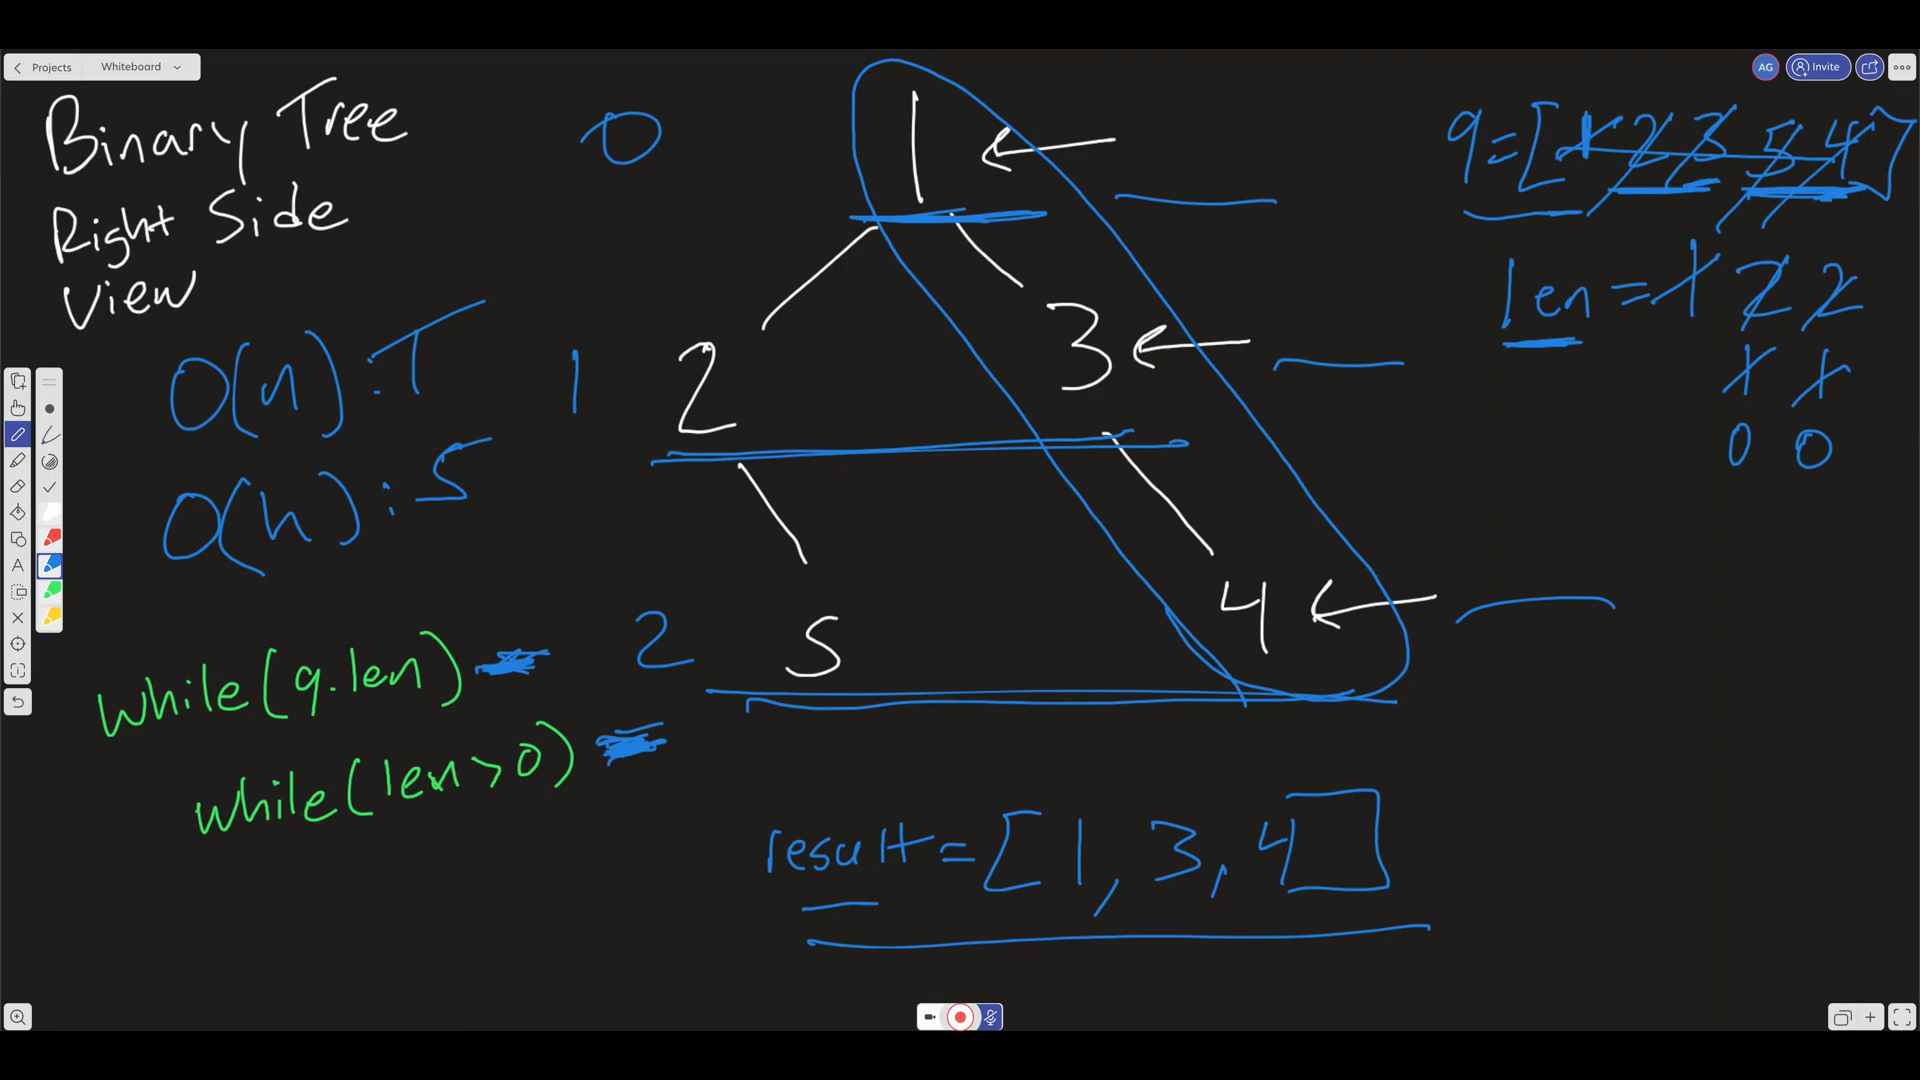 Projects
Whiteboard
AG
Invite
Binary Tree
Right Side
View
O(n) : T
O(h) : S
while(q.len)
while(len>0)
0
1
2
1
2
3
5
4
q=[1 2 3 5 4]
len = 1 2 2
1 1
0 0
result = [1, 3, 4]
A